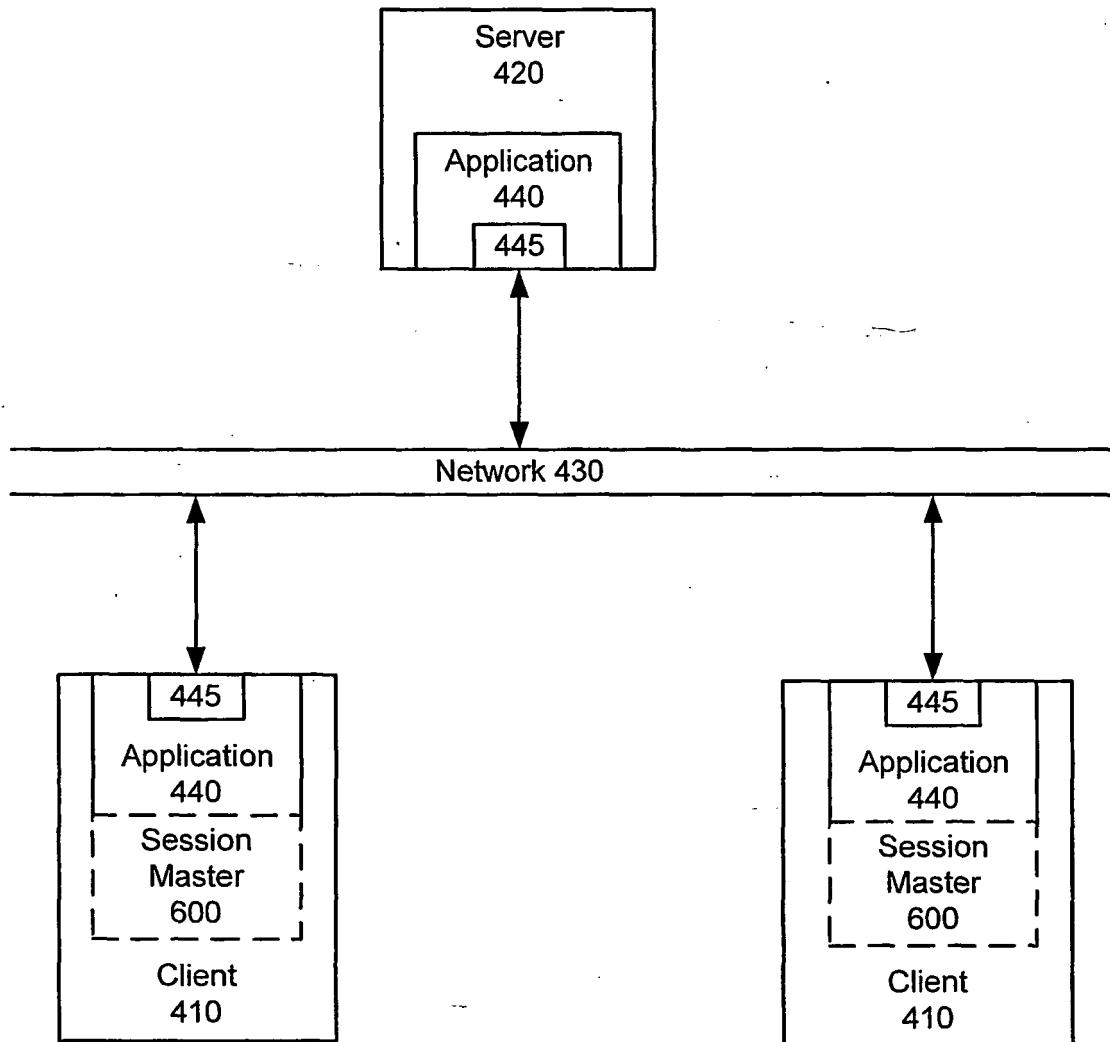 Server
420
Application
440
445
Network 430
445
Application
440
Session
Master
600
Client
410
445
Application
440
Session
Master
600
Client
410